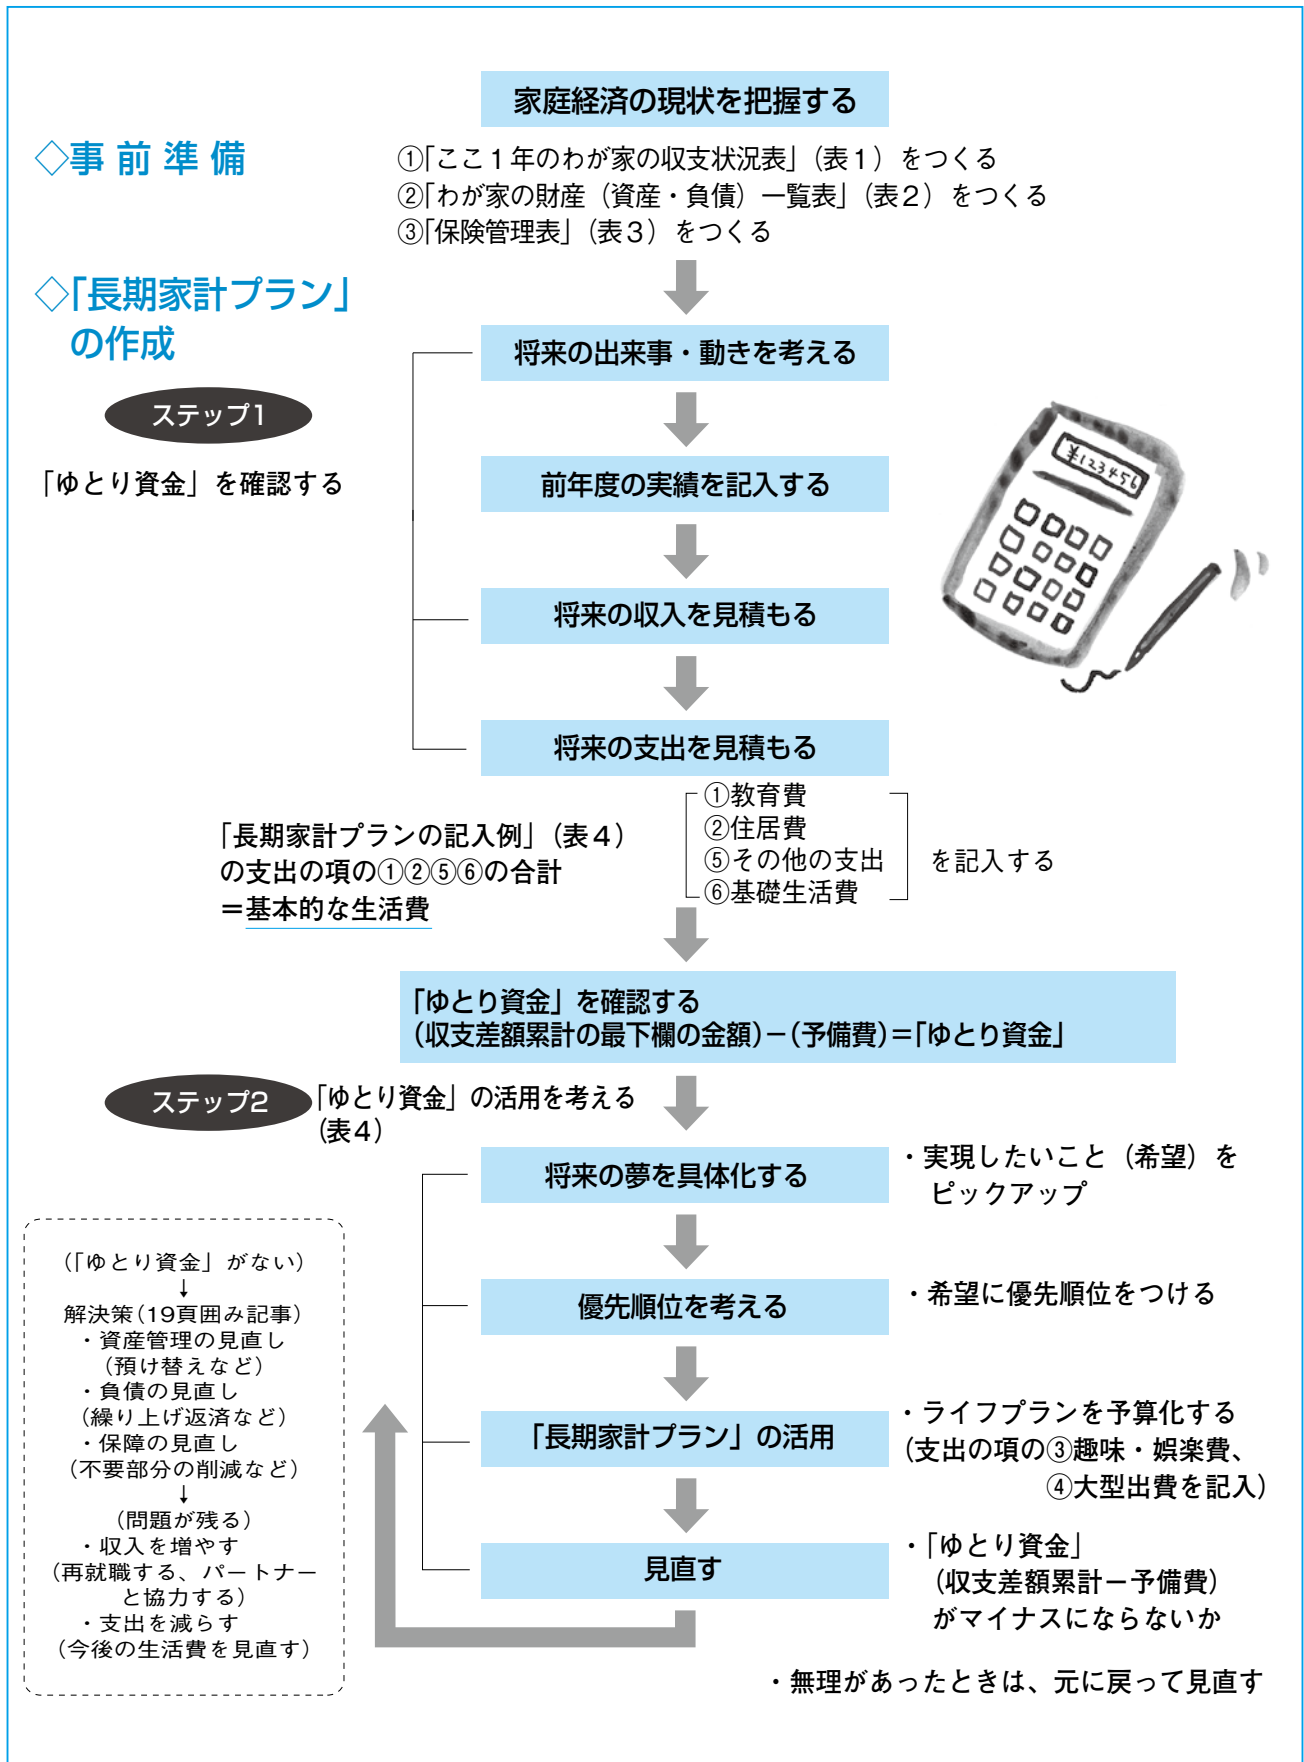 家庭経済の現状を把握する
◇事前準備
①「ここ１年のわが家の収支状況表」（表１）をつくる
②「わが家の財産（資産・負債）一覧表」（表２）をつくる
③「保険管理表」（表３）をつくる
◇「長期家計プラン」
の作成
将来の出来事・動きを考える
ステップ1
「ゆとり資金」を確認する
前年度の実績を記入する
¥123456
将来の収入を見積もる
将来の支出を見積もる
①教育費
②住居費
⑤その他の支出
⑥基礎生活費
を記入する
「長期家計プランの記入例」（表４）
の支出の項の①②⑤⑥の合計
＝基本的な生活費
「ゆとり資金」を確認する
（収支差額累計の最下欄の金額）－（予備費）＝「ゆとり資金」
ステップ2
「ゆとり資金」の活用を考える
（表４）
将来の夢を具体化する
・実現したいこと（希望）を
ピックアップ
優先順位を考える
・希望に優先順位をつける
「長期家計プラン」の活用
・ライフプランを予算化する
（支出の項の③趣味・娯楽費、
④大型出費を記入）
見直す
・「ゆとり資金」
（収支差額累計－予備費）
がマイナスにならないか
・無理があったときは、元に戻って見直す
（「ゆとり資金」がない）
↓
解決策（19頁囲み記事）
・資産管理の見直し
（預け替えなど）
・負債の見直し
（繰り上げ返済など）
・保障の見直し
（不要部分の削減など）
↓
（問題が残る）
・収入を増やす
（再就職する、パートナー
と協力する）
・支出を減らす
（今後の生活費を見直す）